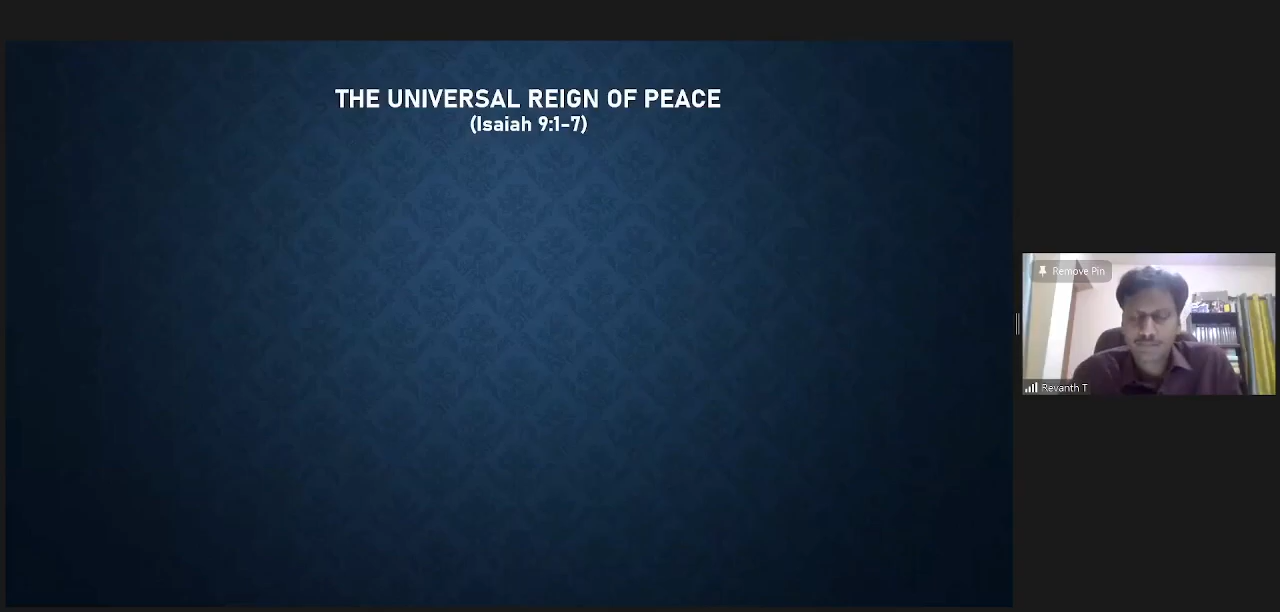 THE UNIVERSAL REIGN OF PEACE
(Isaiah 9:1-7)
Remove Pin
Revanth T